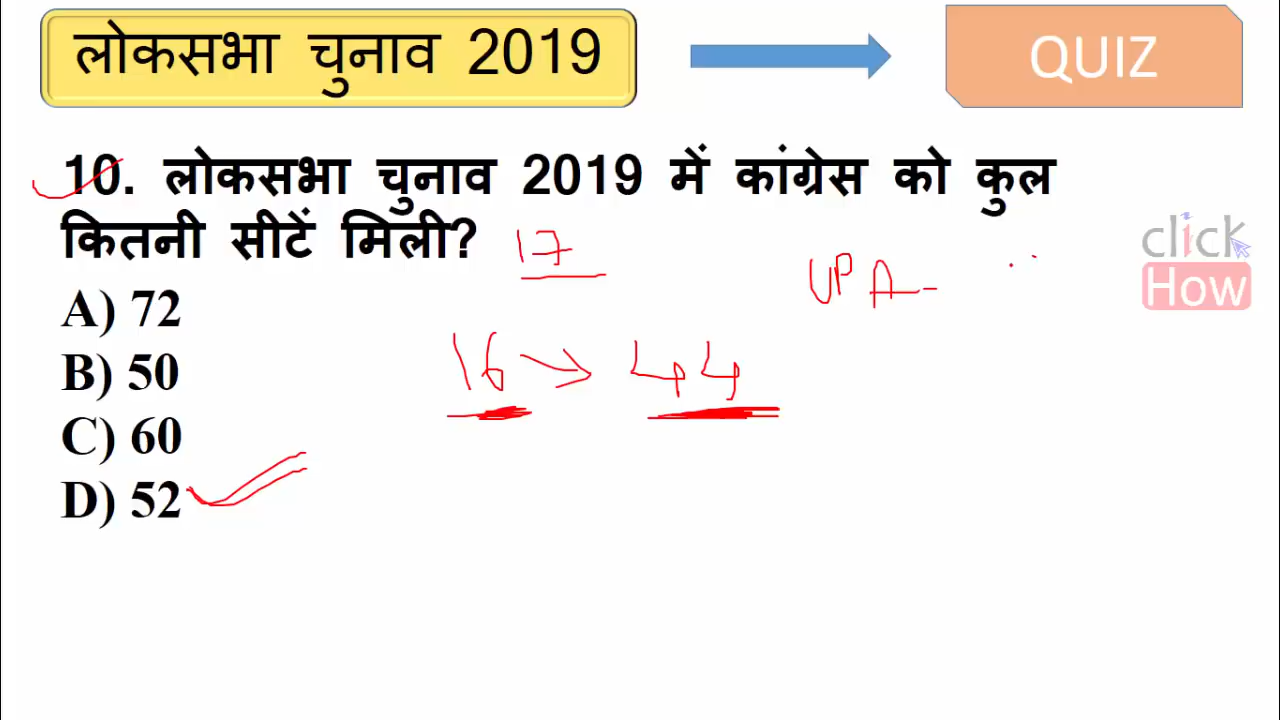 लोकसभा चुनाव 2019
QUIZ
10. लोकसभा चुनाव 2019 में कांग्रेस को कुल
कितनी सीटें मिली?
17
UPA-
click
How
A) 72
B) 50
16 → 44
C) 60
D) 52